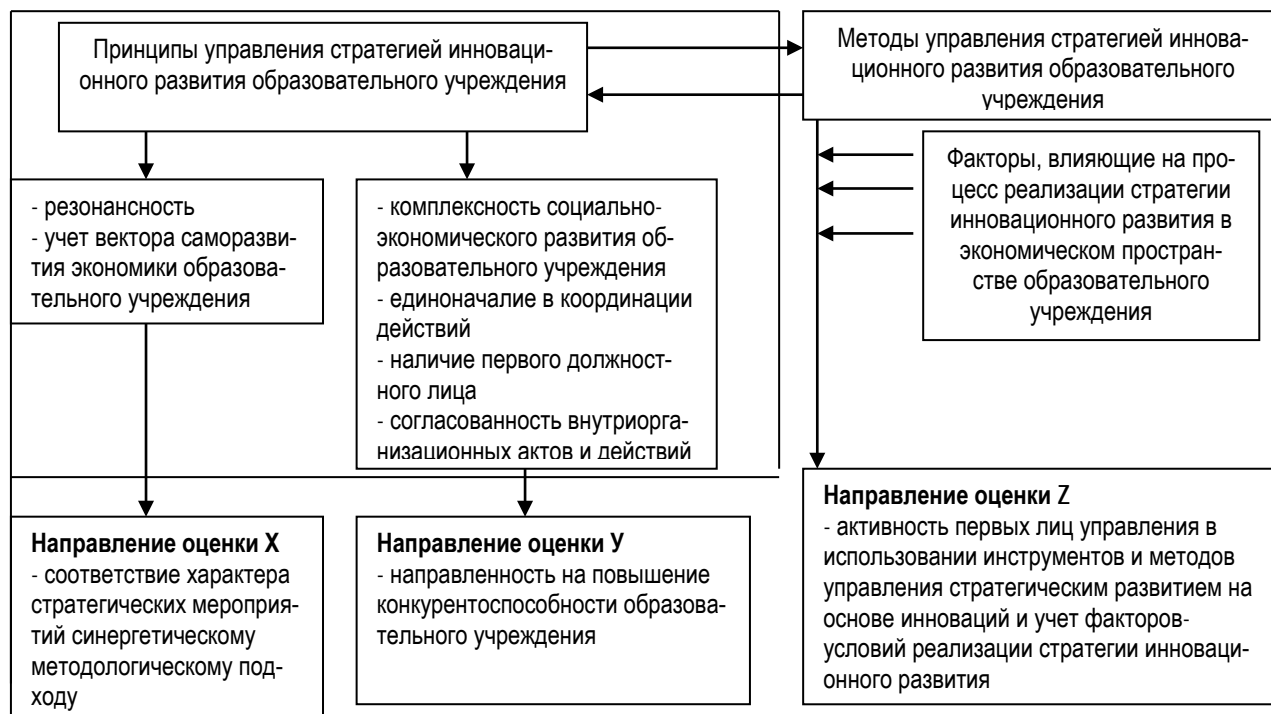 Принципы управления стратегией инноваци-
онного развития образовательного учреждения
Методы управления стратегией иннова-
ционного развития образовательного
учреждения
Факторы, влияющие на про-
цесс реализации стратегии
инновационного развития в
экономическом простран-
стве образовательного
учреждения
- резонансность
- учет вектора саморазви-
тия экономики образова-
тельного учреждения
- комплексность социально-
экономического развития об-
разовательного учреждения
- единоначалие в координации
действий
- наличие первого должност-
ного лица
- согласованность внутриорга-
низационных актов и действий
Направление оценки Х
- соответствие характера
стратегических мероприя-
тий синергетическому
методологическому под-
ходу
Направление оценки У
- направленность на повышение
конкурентоспособности образова-
тельного учреждения
Направление оценки Z
- активность первых лиц управления в
использовании инструментов и методов
управления стратегическим развитием на
основе инноваций и учет факторов-
условий реализации стратегии инноваци-
онного развития